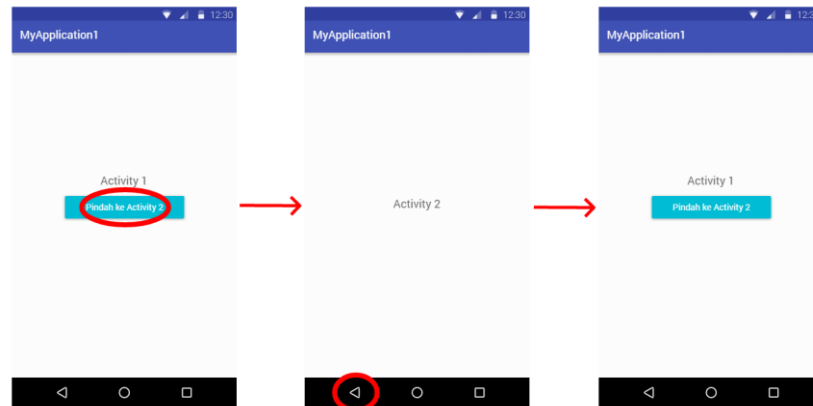 12:30
MyApplication1
Activity 1
Pindah ke Activity 2
12:30
MyApplication1
Activity 2
12:3
MyApplication1
Activity 1
Pindah ke Activity 2